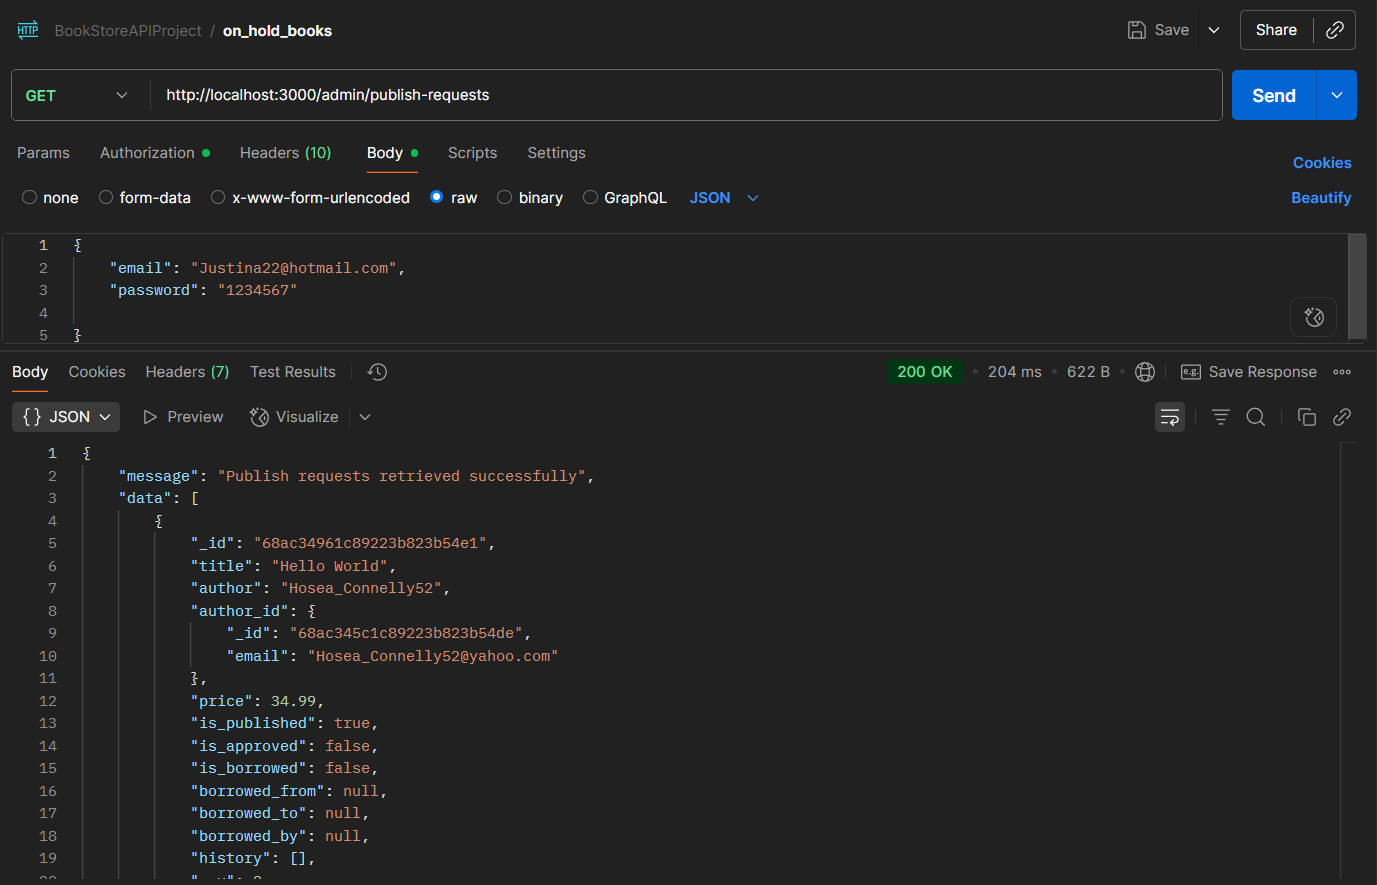 HTTP BookStoreAPIProject / on_hold_books Save Share
GET http://localhost:3000/admin/publish-requests Send
Params Authorization Headers (10) Body Scripts Settings Cookies
none form-data x-www-form-urlencoded raw binary GraphQL JSON Beautify
1 {
2 "email": "Justina22@hotmail.com",
3 "password": "1234567"
4
5 }
Body Cookies Headers (7) Test Results 200 OK 204 ms 622 B e.g. Save Response
{} JSON Preview Visualize
1 {
2 "message": "Publish requests retrieved successfully",
3 "data": [
4 {
5 "_id": "68ac34961c89223b823b54e1",
6 "title": "Hello World",
7 "author": "Hosea_Connelly52",
8 "author_id": {
9 "_id": "68ac345c1c89223b823b54de",
10 "email": "Hosea_Connelly52@yahoo.com"
11 },
12 "price": 34.99,
13 "is_published": true,
14 "is_approved": false,
15 "is_borrowed": false,
16 "borrowed_from": null,
17 "borrowed_to": null,
18 "borrowed_by": null,
19 "history": [],